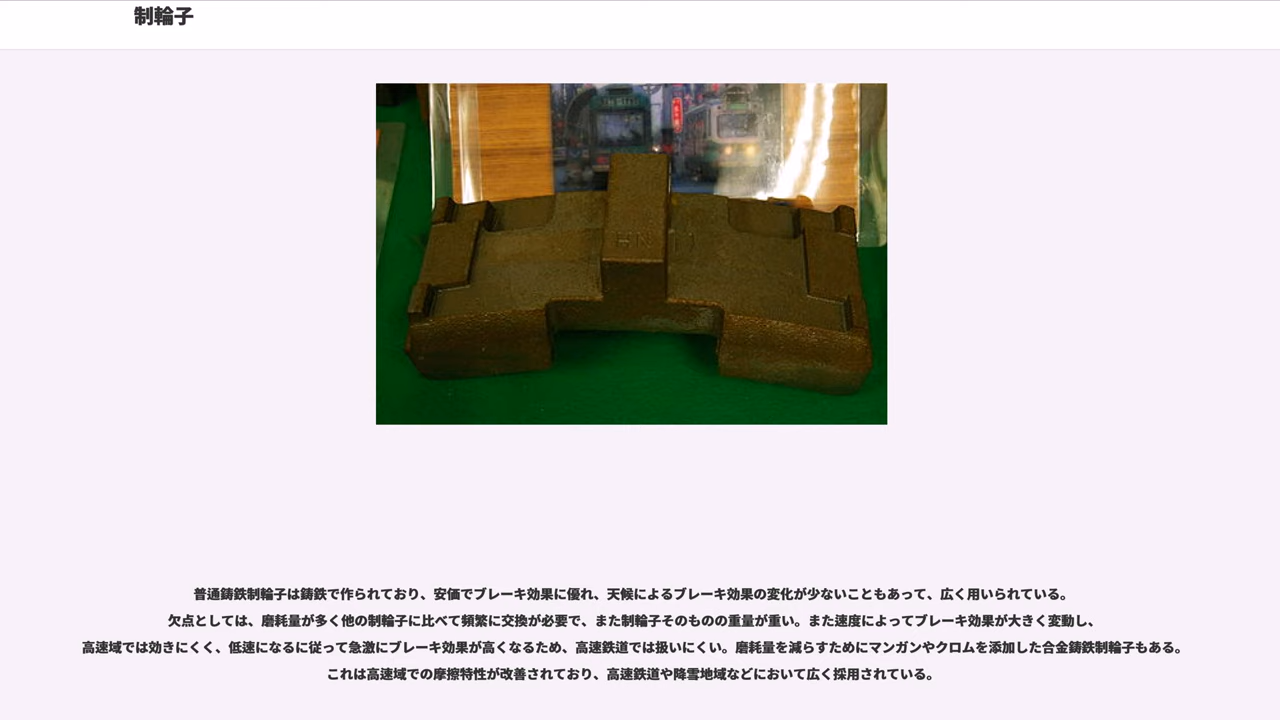 制輪子
普通鋳鉄制輪子は鋳鉄で作られており、安価でブレーキ効果に優れ、天候によるブレーキ効果の変化が少ないこともあって、広く用いられている。
欠点としては、磨耗量が多く他の制輪子に比べて頻繁に交換が必要で、また制輪子そのものの重量が重い。また速度によってブレーキ効果が大きく変動し、
高速域では効きにくく、低速になるに従って急激にブレーキ効果が高くなるため、高速鉄道では扱いにくい。磨耗量を減らすためにマンガンやクロムを添加した合金鋳鉄制輪子もある。
これは高速域での摩擦特性が改善されており、高速鉄道や降雪地域などにおいて広く採用されている。